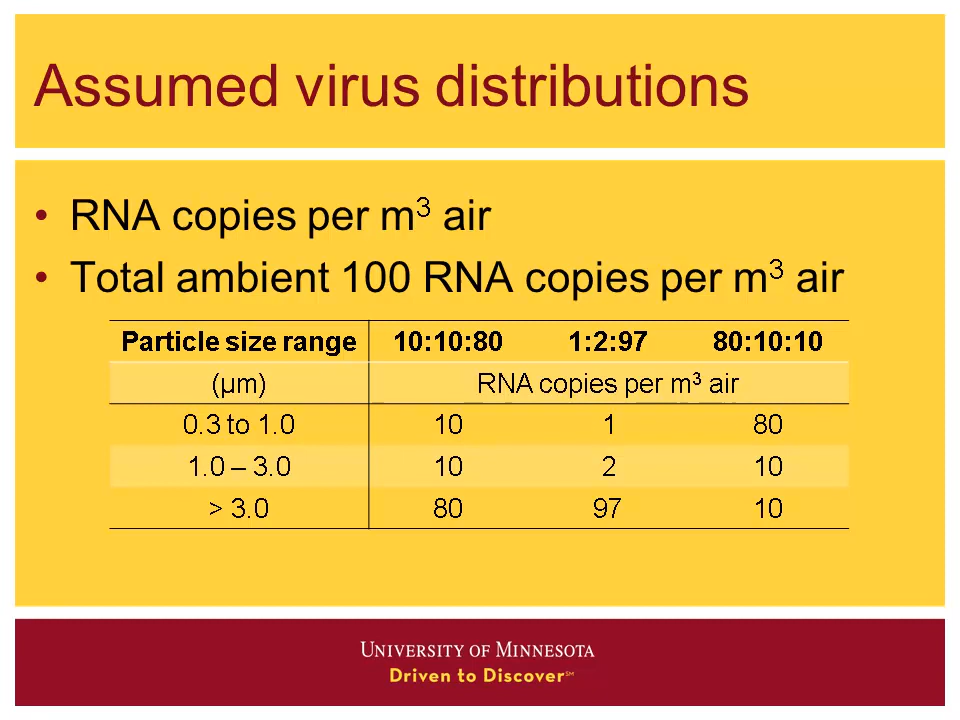 Assumed virus distributions
• RNA copies per m³ air
• Total ambient 100 RNA copies per m³ air
Particle size range 10:10:80 1:2:97 80:10:10
(µm) RNA copies per m³ air
0.3 to 1.0 10 1 80
1.0 – 3.0 10 2 10
> 3.0 80 97 10
UNIVERSITY OF MINNESOTA
Driven to Discover℠